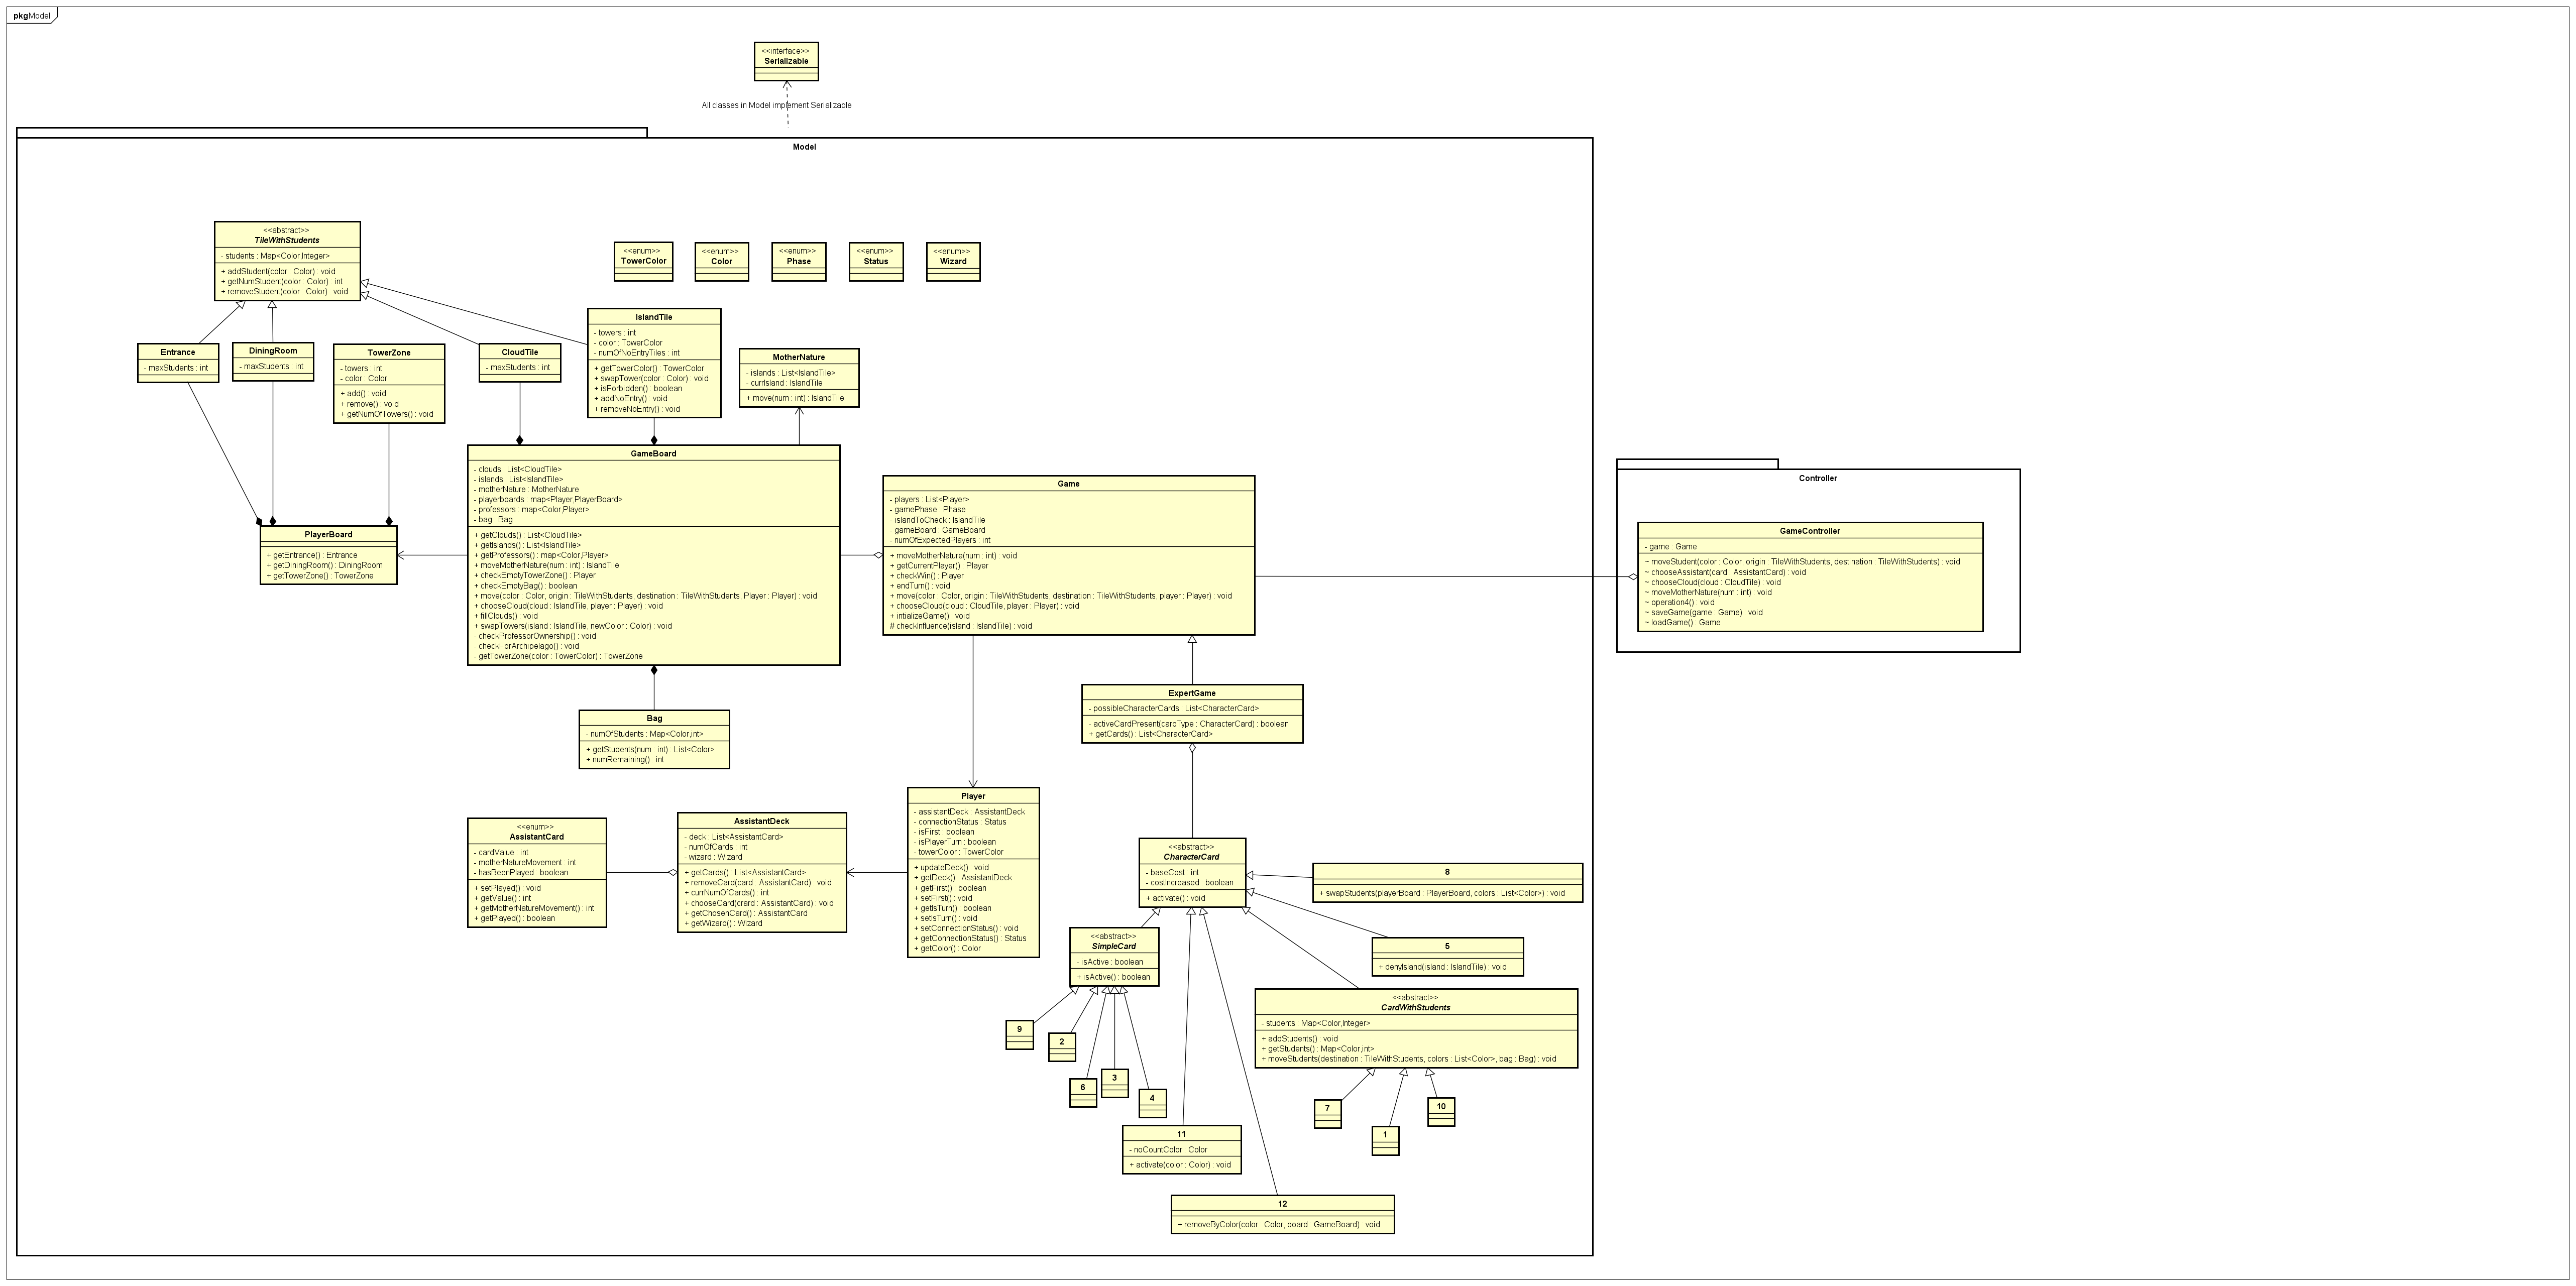 pkg Model
<<interface>>
Serializable
All classes in Model implement Serializable
Model
<<abstract>>
TileWithStudents
- students : Map<Color,Integer>
+ addStudent(color : Color) : void
+ getNumStudent(color : Color) : int
+ removeStudent(color : Color) : void
<<enum>>
TowerColor
<<enum>>
Color
<<enum>>
Phase
<<enum>>
Status
<<enum>>
Wizard
Entrance
- maxStudents : int
DiningRoom
- maxStudents : int
TowerZone
- towers : int
- color : Color
+ add() : void
+ remove() : void
+ getNumOfTowers() : void
CloudTile
- maxStudents : int
IslandTile
- towers : int
- color : TowerColor
- numOfNoEntryTiles : int
+ getTowerColor() : TowerColor
+ swapTower(color : Color) : void
+ isForbidden() : boolean
+ addNoEntry() : void
+ removeNoEntry() : void
MotherNature
- islands : List<IslandTile>
- currIsland : IslandTile
+ move(num : int) : IslandTile
PlayerBoard
+ getEntrance() : Entrance
+ getDiningRoom() : DiningRoom
+ getTowerZone() : TowerZone
GameBoard
- clouds : List<CloudTile>
- islands : List<IslandTile>
- motherNature : MotherNature
- playerboards : map<Player,PlayerBoard>
- professors : map<Color,Player>
- bag : Bag
+ getClouds() : List<CloudTile>
+ getIslands() : List<IslandTile>
+ getProfessors() : map<Color,Player>
+ moveMotherNature(num : int) : IslandTile
+ checkEmptyTowerZone() : Player
+ checkEmptyBag() : boolean
+ move(color : Color, origin : TileWithStudents, destination : TileWithStudents, Player : Player) : void
+ chooseCloud(cloud : IslandTile, player : Player) : void
+ fillClouds() : void
+ swapTowers(island : IslandTile, newColor : Color) : void
- checkProfessorOwnership() : void
- checkForArchipelago() : void
- getTowerZone(color : TowerColor) : TowerZone
Game
- players : List<Player>
- gamePhase : Phase
- islandToCheck : IslandTile
- gameBoard : GameBoard
- numOfExpectedPlayers : int
+ moveMotherNature(num : int) : void
+ getCurrentPlayer() : Player
+ checkWin() : Player
+ endTurn() : void
+ move(color : Color, origin : TileWithStudents, destination : TileWithStudents, player : Player) : void
+ chooseCloud(cloud : CloudTile, player : Player) : void
+ intializeGame() : void
# checkInfluence(island : IslandTile) : void
Controller
GameController
- game : Game
~ moveStudent(color : Color, origin : TileWithStudents, destination : TileWithStudents) : void
~ chooseAssistant(card : AssistantCard) : void
~ chooseCloud(cloud : CloudTile) : void
~ moveMotherNature(num : int) : void
~ operation4() : void
~ saveGame(game : Game) : void
~ loadGame() : Game
Bag
- numOfStudents : Map<Color,int>
+ getStudents(num : int) : List<Color>
+ numRemaining() : int
ExpertGame
- possibleCharacterCards : List<CharacterCard>
- activeCardPresent(cardType : CharacterCard) : boolean
+ getCards() : List<CharacterCard>
<<enum>>
AssistantCard
- cardValue : int
- motherNatureMovement : int
- hasBeenPlayed : boolean
+ setPlayed() : void
+ getValue() : int
+ getMotherNatureMovement() : int
+ getPlayed() : boolean
AssistantDeck
- deck : List<AssistantCard>
- numOfCards : int
- wizard : Wizard
+ getCards() : List<AssistantCard>
+ removeCard(card : AssistantCard) : void
+ currNumOfCards() : int
+ chooseCard(crard : AssistantCard) : void
+ getChosenCard() : AssistantCard
+ getWizard() : Wizard
Player
- assistantDeck : AssistantDeck
- connectionStatus : Status
- isFirst : boolean
- isPlayerTurn : boolean
- towerColor : TowerColor
+ updateDeck() : void
+ getDeck() : AssistantDeck
+ getFirst() : boolean
+ setFirst() : void
+ getIsTurn() : boolean
+ setIsTurn() : void
+ setConnectionStatus() : void
+ getConnectionStatus() : Status
+ getColor() : Color
<<abstract>>
CharacterCard
- baseCost : int
- costIncreased : boolean
+ activate() : void
8
+ swapStudents(playerBoard : PlayerBoard, colors : List<Color>) : void
5
+ denyIsland(island : IslandTile) : void
<<abstract>>
SimpleCard
- isActive : boolean
+ isActive() : boolean
<<abstract>>
CardWithStudents
- students : Map<Color,Integer>
+ addStudents() : void
+ getStudents() : Map<Color,int>
+ moveStudents(destination : TileWithStudents, colors : List<Color>, bag : Bag) : void
9
2
6
3
4
7
1
10
11
- noCountColor : Color
+ activate(color : Color) : void
12
+ removeByColor(color : Color, board : GameBoard) : void